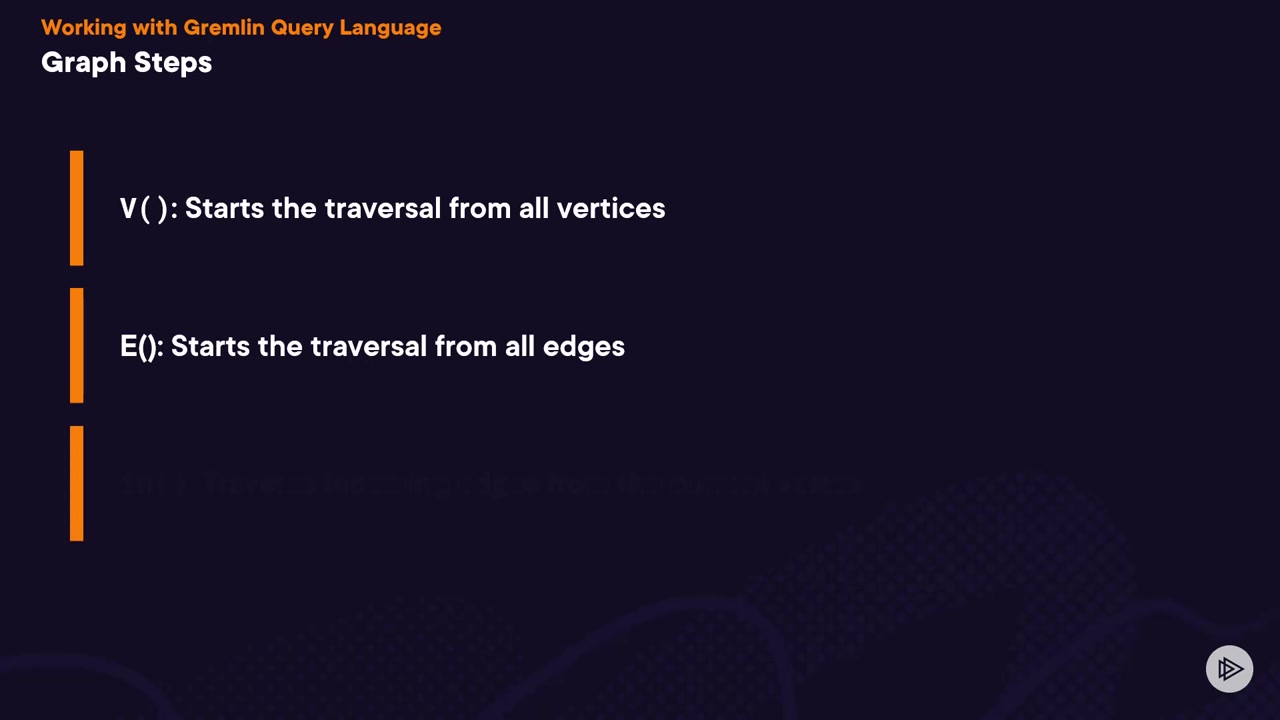 Working with Gremlin Query Language
Graph Steps
V(): Starts the traversal from all vertices
E(): Starts the traversal from all edges